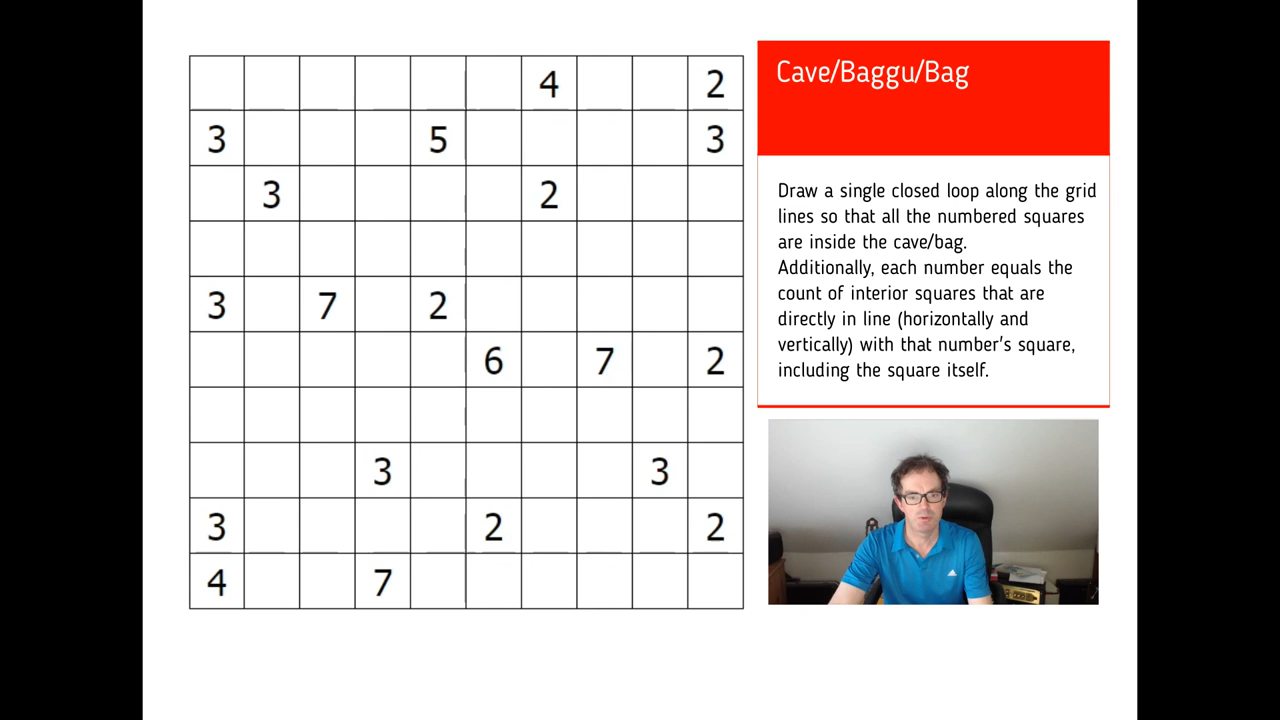 Cave/Baggu/Bag
4 2
3 5 3
3 2
3 7 2
6 7 2
3 3
3 2 2
4 7
Draw a single closed loop along the grid
lines so that all the numbered squares
are inside the cave/bag.
Additionally, each number equals the
count of interior squares that are
directly in line (horizontally and
vertically) with that number's square,
including the square itself.